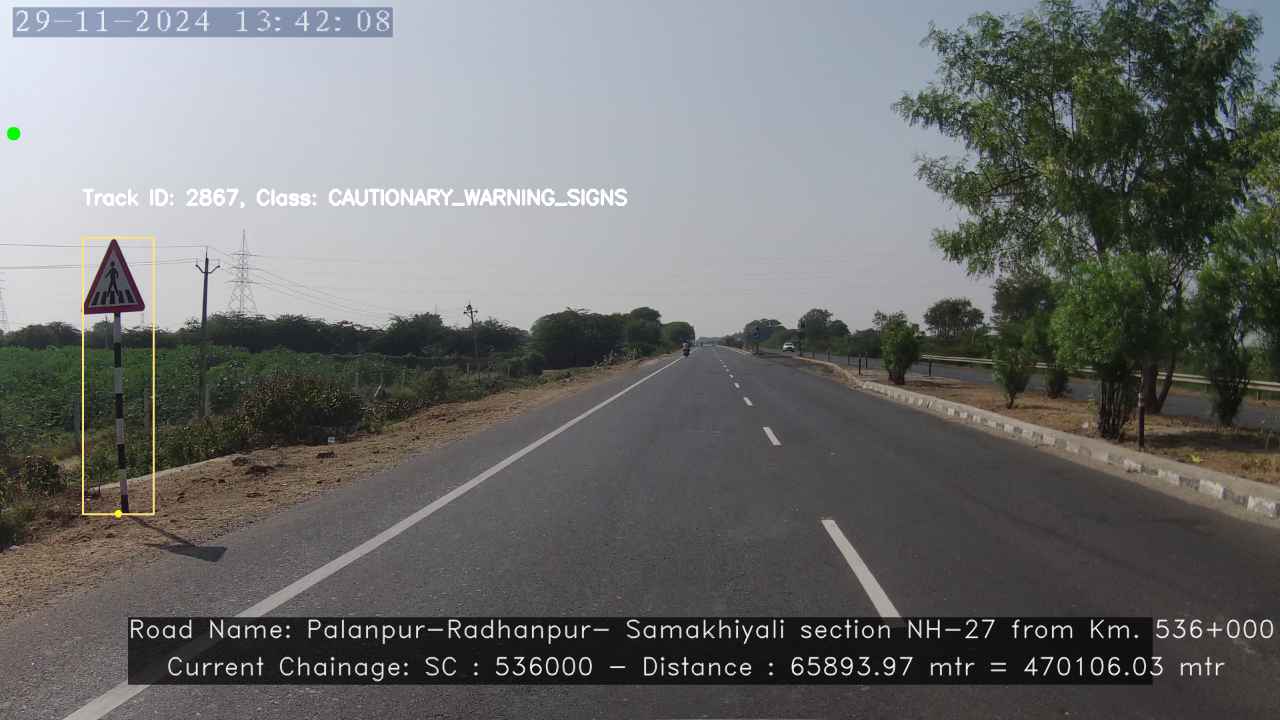 29-11-2024 13:42:08
Track ID: 2867, Class: CAUTIONARY_WARNING_SIGNS
Road Name: Palanpur-Radhanpur- Samakhiyali section NH-27 from Km. 536+000
Current Chainage: SC : 536000 - Distance : 65893.97 mtr = 470106.03 mtr